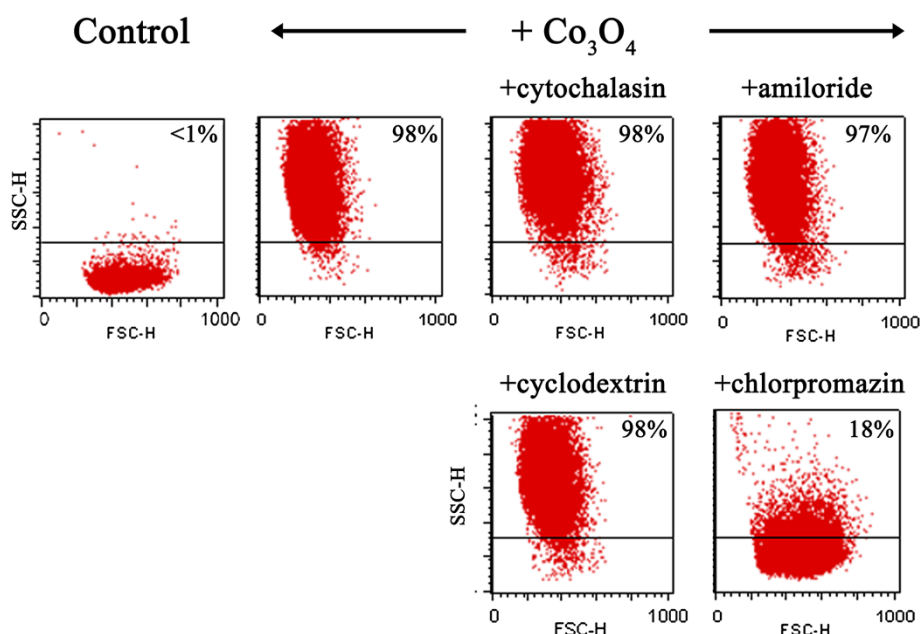 Control
+ Co₃O₄
+cytochalasin
+amiloride
<1%
98%
98%
97%
SSC-H
0 1000
0 1000
0 1000
0 1000
FSC-H
FSC-H
FSC-H
FSC-H
+cyclodextrin
+chlorpromazin
98%
18%
SSC-H
0 1000
0 1000
FSC-H
FSC-H